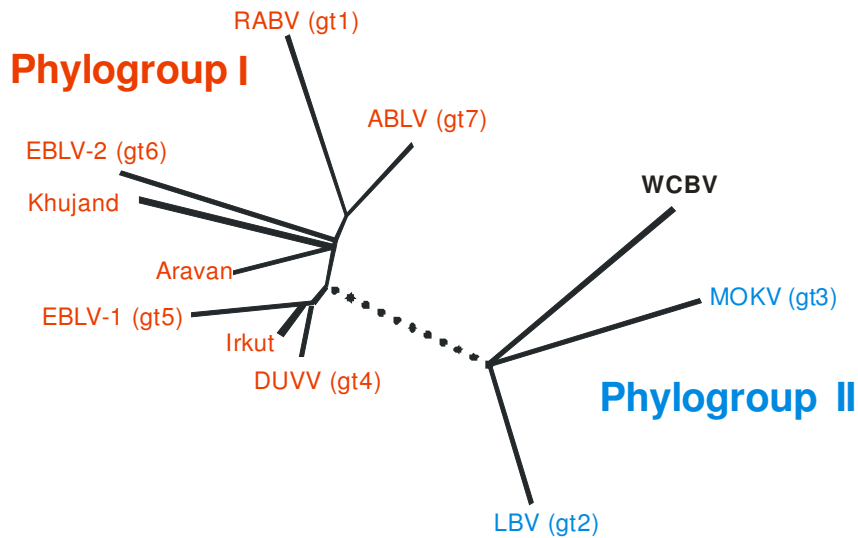 RABV (gt1)
Phylogroup I
ABLV (gt7)
EBLV-2 (gt6)
WCBV
Khujand
Aravan
MOKV (gt3)
EBLV-1 (gt5)
Irkut
DUVV (gt4)
Phylogroup II
LBV (gt2)